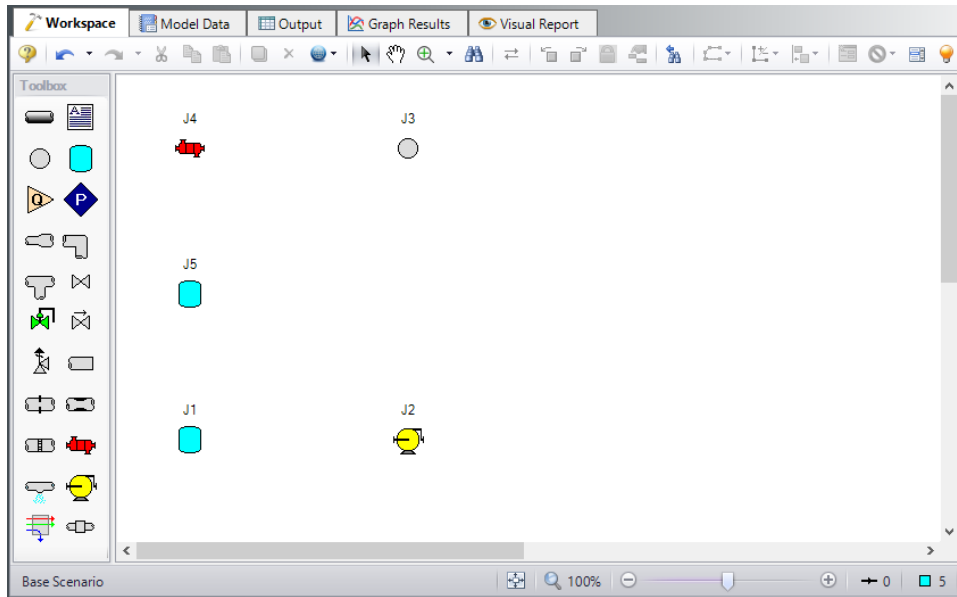 Workspace
Model Data
Output
Graph Results
Visual Report
Toolbox
A
Q
P
J4
J3
J5
J1
J2
Base Scenario
100%
0
5